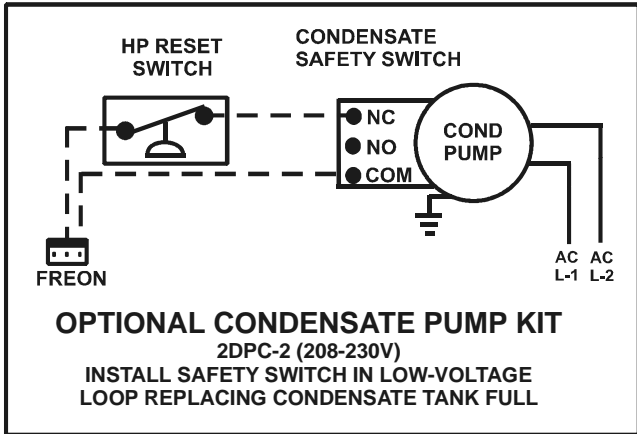 HP RESET
SWITCH
CONDENSATE
SAFETY SWITCH
NC
NO
COM
COND
PUMP
FREON
AC
L-1
AC
L-2
OPTIONAL CONDENSATE PUMP KIT
2DPC-2 (208-230V)
INSTALL SAFETY SWITCH IN LOW-VOLTAGE
LOOP REPLACING CONDENSATE TANK FULL